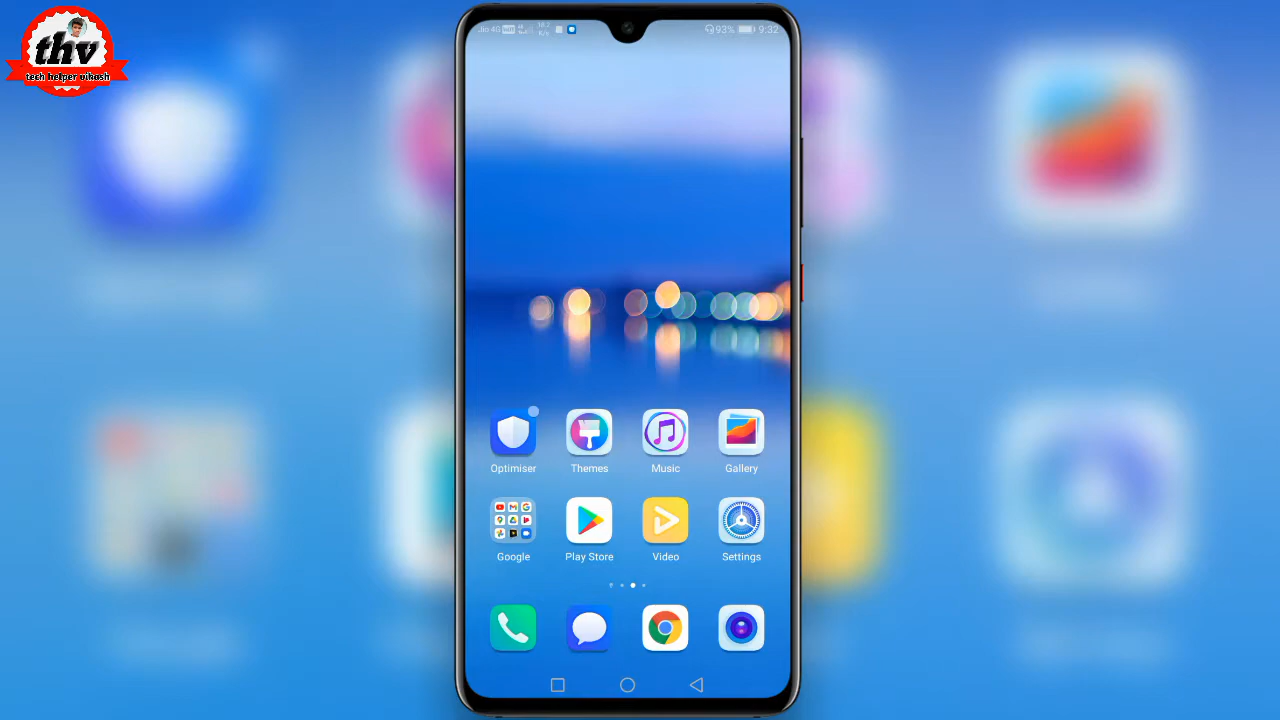 thv
tech helper vikash
Jio 4G
93%
9:32
Optimiser
Themes
Music
Gallery
Google
Play Store
Video
Settings